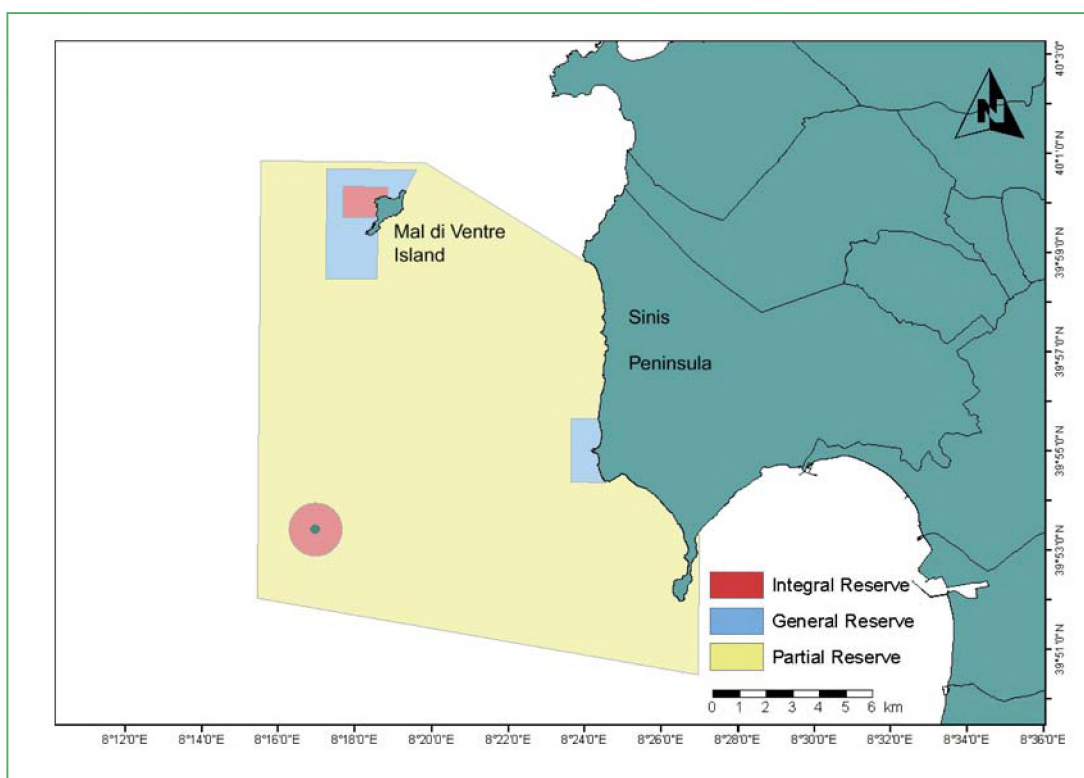 N
Mal di Ventre
Island
Sinis
Peninsula
Integral Reserve
General Reserve
Partial Reserve
0 1 2 3 4 5 6 km
40°3'0"N
40°1'0"N
39°59'0"N
39°57'0"N
39°55'0"N
39°53'0"N
39°51'0"N
8°12'0"E 8°14'0"E 8°16'0"E 8°18'0"E 8°20'0"E 8°22'0"E 8°24'0"E 8°26'0"E 8°28'0"E 8°30'0"E 8°32'0"E 8°34'0"E 8°36'0"E